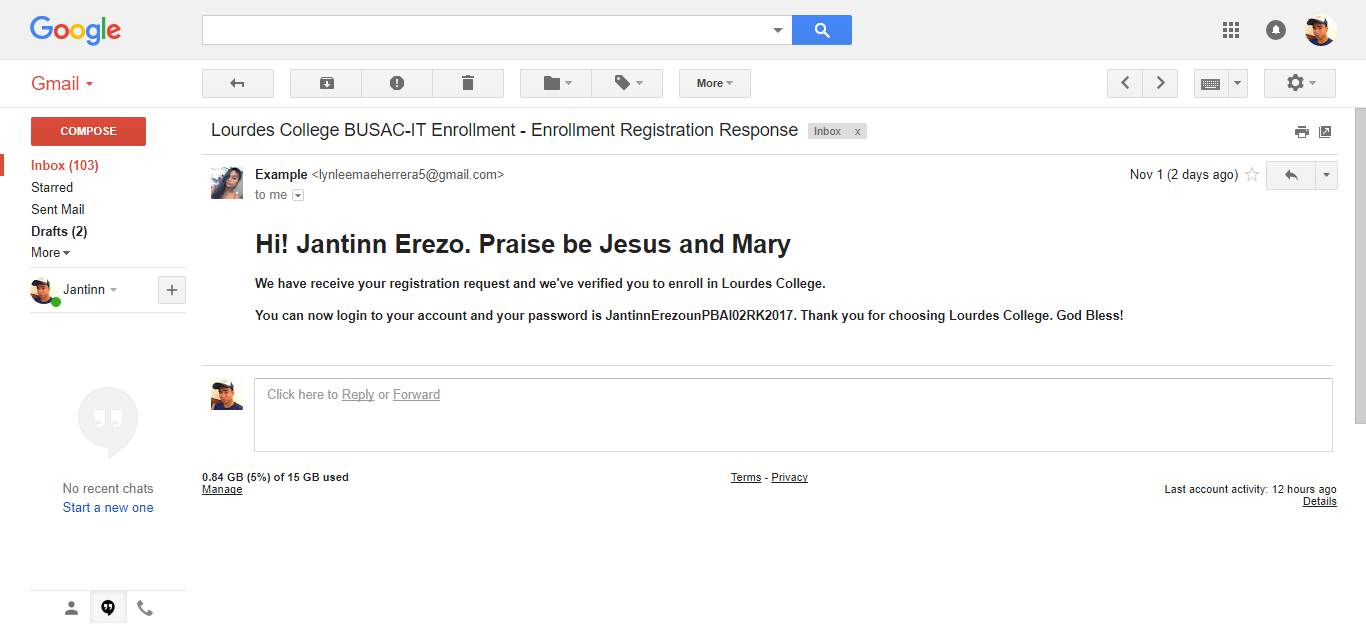 Google
Gmail
More
COMPOSE
Lourdes College BUSAC-IT Enrollment - Enrollment Registration Response Inbox x
Inbox (103)
Starred
Sent Mail
Drafts (2)
More
Example <lynleemaeherrera5@gmail.com>
to me
Nov 1 (2 days ago)
Hi! Jantinn Erezo. Praise be Jesus and Mary
We have receive your registration request and we've verified you to enroll in Lourdes College.
You can now login to your account and your password is JantinnErezounPBAI02RK2017. Thank you for choosing Lourdes College. God Bless!
Jantinn
Click here to Reply or Forward
0.84 GB (5%) of 15 GB used
Manage
Terms - Privacy
Last account activity: 12 hours ago
Details
No recent chats
Start a new one